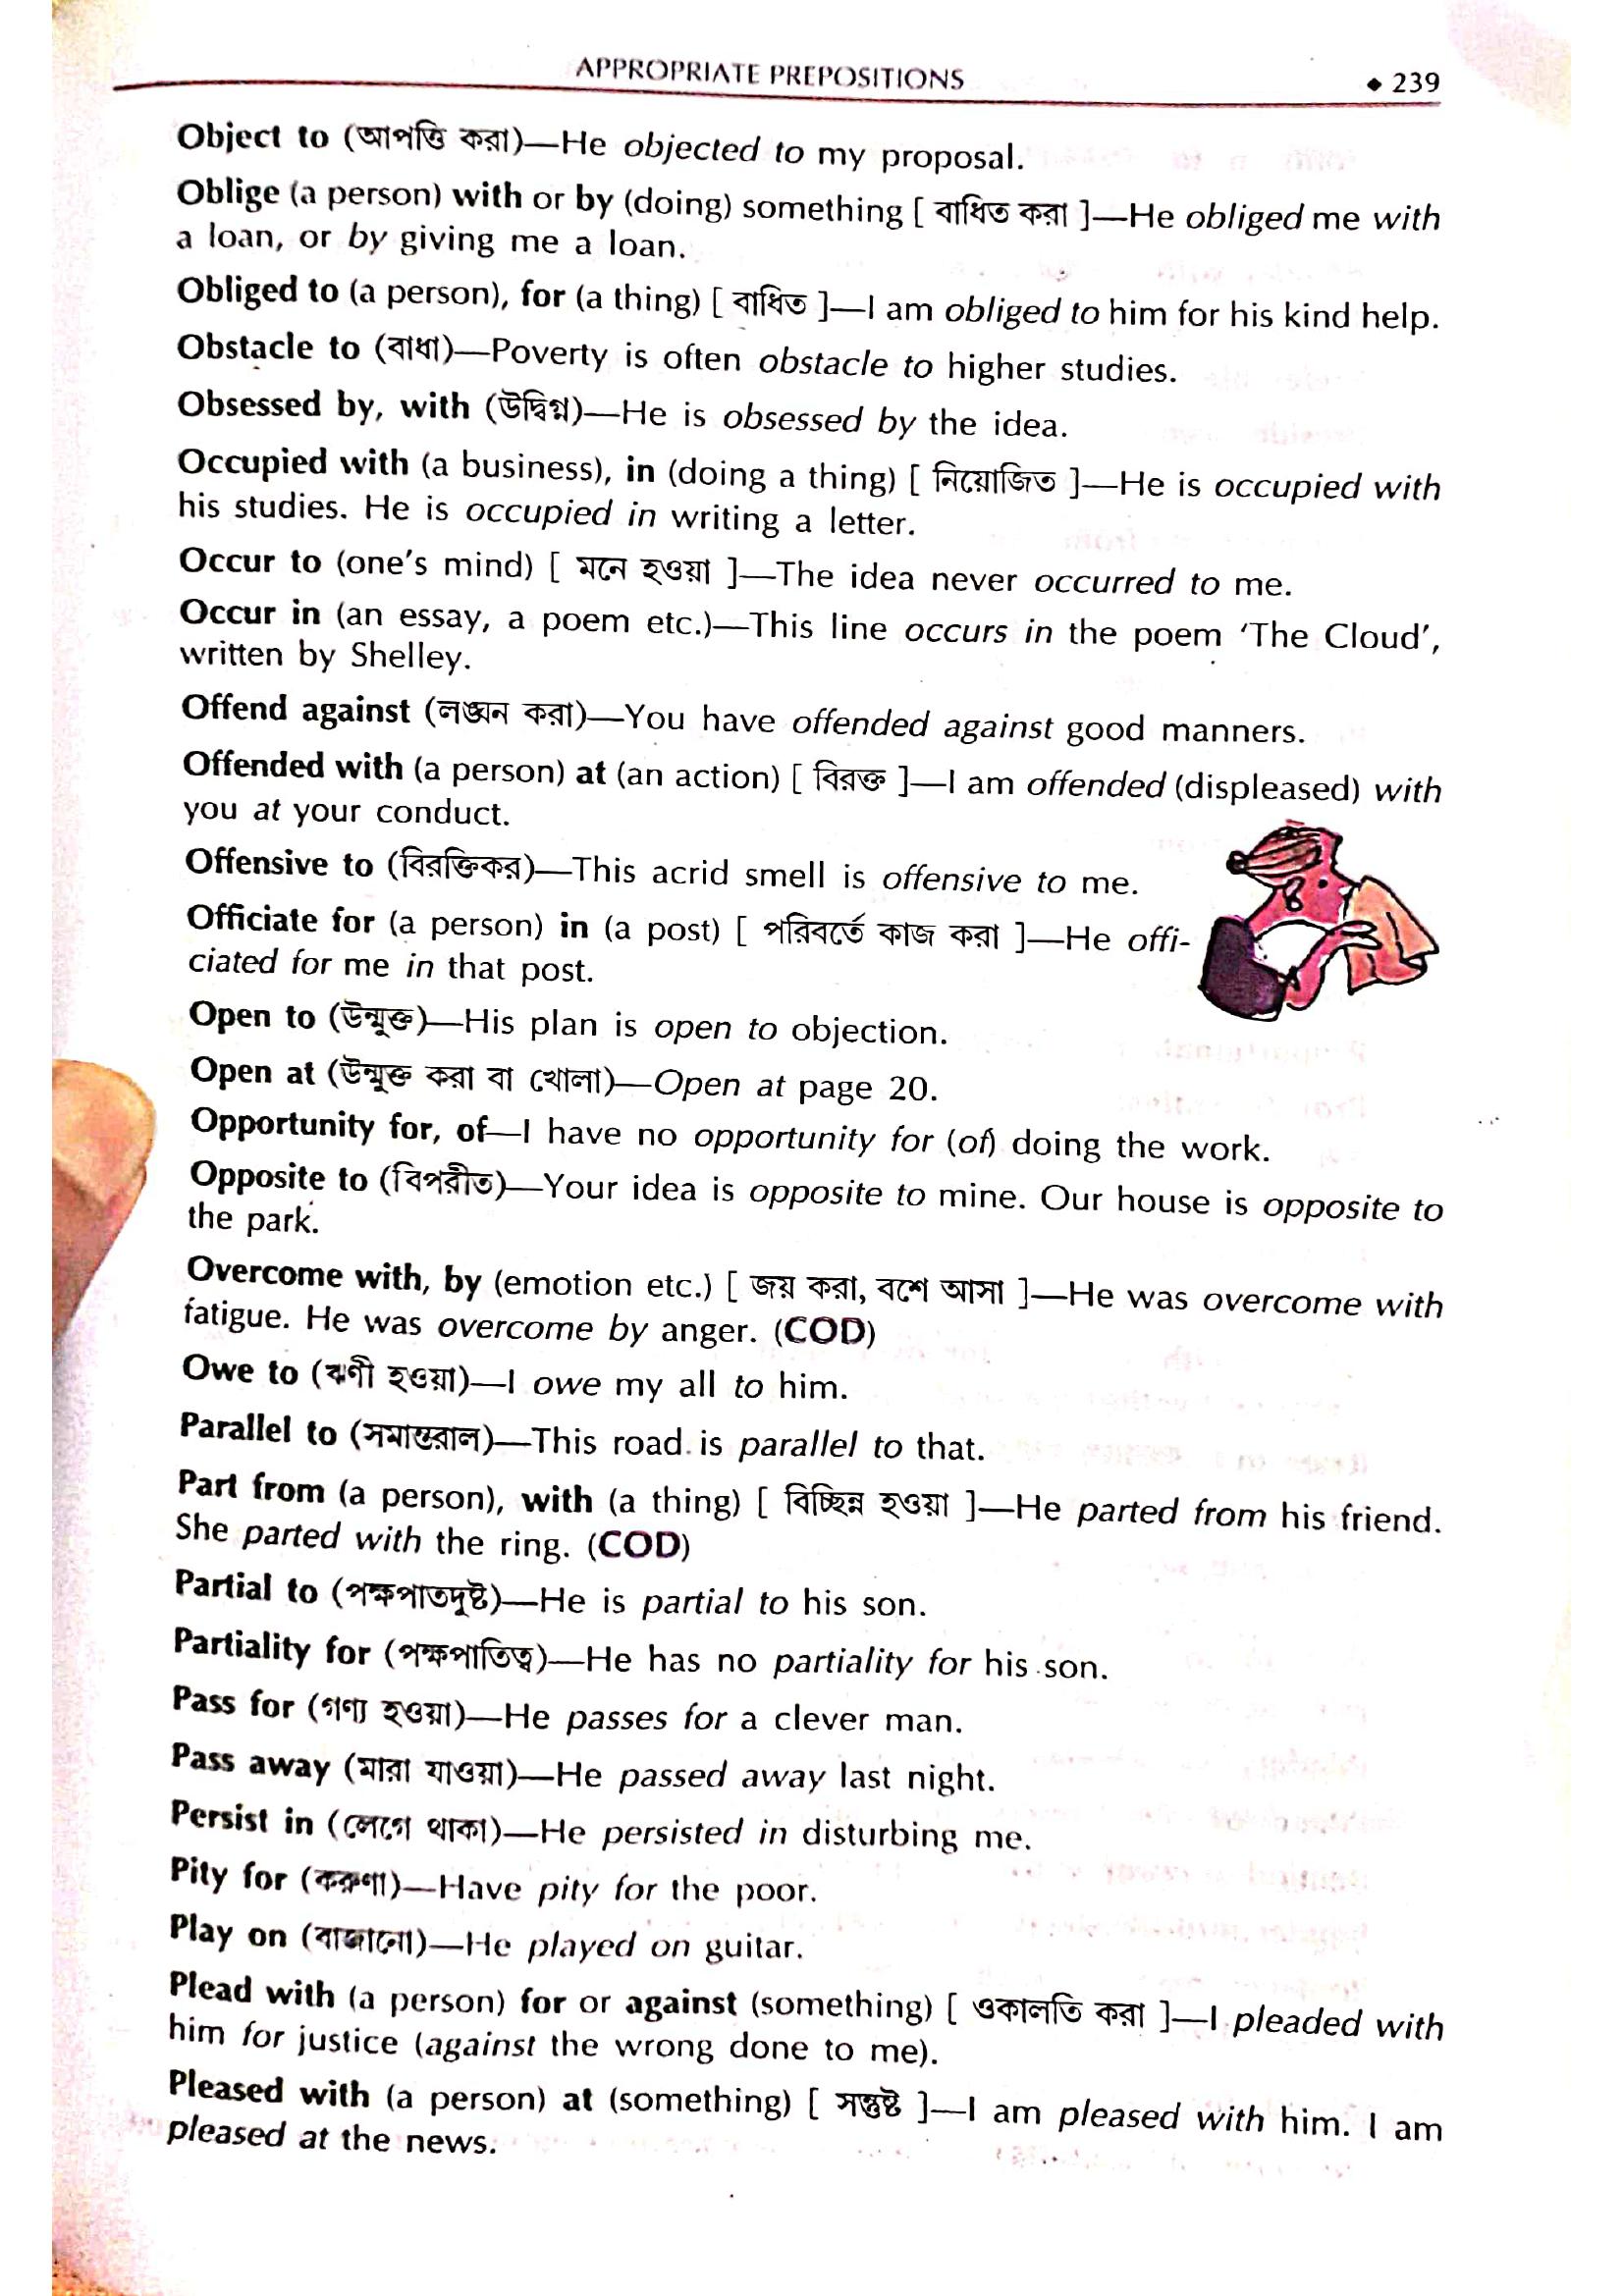 APPROPRIATE PREPOSITIONS
◆ 239
Object to (আপত্তি করা)—He objected to my proposal.
Oblige (a person) with or by (doing) something [ বাধিত করা ]—He obliged me with
a loan, or by giving me a loan.
Obliged to (a person), for (a thing) [ বাধিত ]—I am obliged to him for his kind help.
Obstacle to (বাধা)—Poverty is often obstacle to higher studies.
Obsessed by, with (উদ্বিগ্ন)—He is obsessed by the idea.
Occupied with (a business), in (doing a thing) [ নিয়োজিত ]—He is occupied with
his studies. He is occupied in writing a letter.
Occur to (one's mind) [ মনে হওয়া ]—The idea never occurred to me.
Occur in (an essay, a poem etc.)—This line occurs in the poem 'The Cloud',
written by Shelley.
Offend against (লঙ্ঘন করা)—You have offended against good manners.
Offended with (a person) at (an action) [ বিরক্ত ]—I am offended (displeased) with
you at your conduct.
Offensive to (বিরক্তিকর)—This acrid smell is offensive to me.
Officiate for (a person) in (a post) [ পরিবর্তে কাজ করা ]—He offi-
ciated for me in that post.
Open to (উন্মুক্ত)—His plan is open to objection.
Open at (উন্মুক্ত করা বা খোলা)—Open at page 20.
Opportunity for, of—I have no opportunity for (of) doing the work.
Opposite to (বিপরীত)—Your idea is opposite to mine. Our house is opposite to
the park.
Overcome with, by (emotion etc.) [ জয় করা, বশে আসা ]—He was overcome with
fatigue. He was overcome by anger. (COD)
Owe to (ঋণী হওয়া)—I owe my all to him.
Parallel to (সমান্তরাল)—This road is parallel to that.
Part from (a person), with (a thing) [ বিচ্ছিন্ন হওয়া ]—He parted from his friend.
She parted with the ring. (COD)
Partial to (পক্ষপাতদুষ্ট)—He is partial to his son.
Partiality for (পক্ষপাতিত্ব)—He has no partiality for his son.
Pass for (গণ্য হওয়া)—He passes for a clever man.
Pass away (মারা যাওয়া)—He passed away last night.
Persist in (লেগে থাকা)—He persisted in disturbing me.
Pity for (করুণা)—Have pity for the poor.
Play on (বাজানো)—He played on guitar.
Plead with (a person) for or against (something) [ ওকালতি করা ]—I pleaded with
him for justice (against the wrong done to me).
Pleased with (a person) at (something) [ সন্তুষ্ট ]—I am pleased with him. I am
pleased at the news.